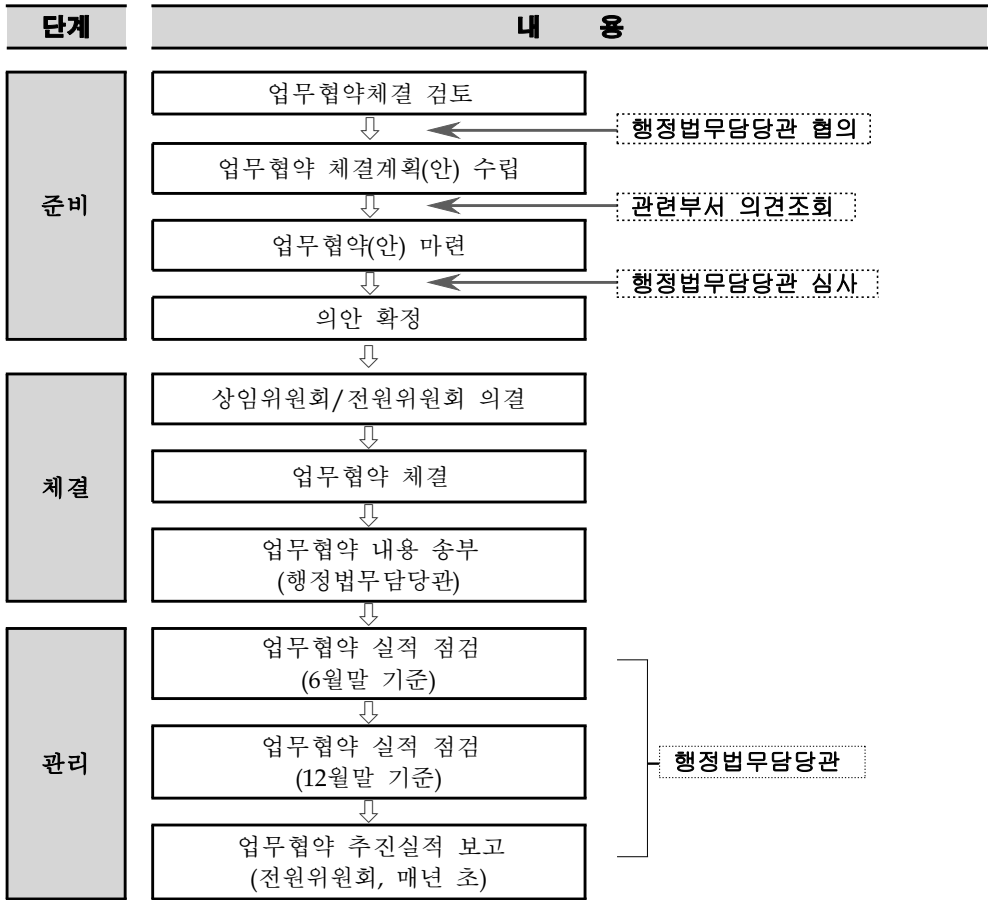 단계
내 용
준비
업무협약체결 검토
행정법무담당관 협의
업무협약 체결계획(안) 수립
관련부서 의견조회
업무협약(안) 마련
행정법무담당관 심사
의안 확정
체결
상임위원회/전원위원회 의결
업무협약 체결
업무협약 내용 송부
(행정법무담당관)
관리
업무협약 실적 점검
(6월말 기준)
업무협약 실적 점검
(12월말 기준)
행정법무담당관
업무협약 추진실적 보고
(전원위원회, 매년 초)